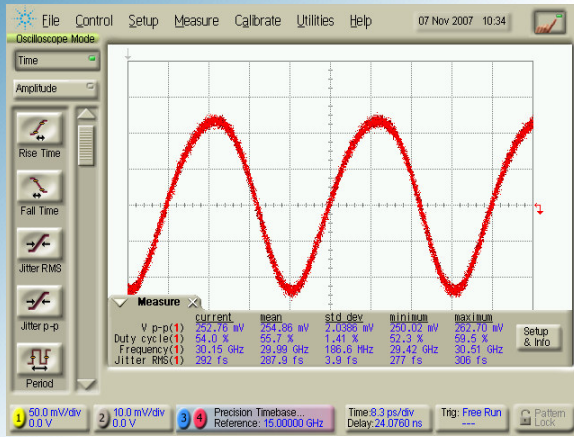 File Control Setup Measure Calibrate Utilities Help 07 Nov 2007 10:34
Oscilloscope Mode
Time
Amplitude
Rise Time
Fall Time
Jitter RMS
Jitter p-p
Period
Measure
current mean std dev minimum maximum
V p-p(1) 252.76 mV 254.86 mV 2.0386 mV 250.02 mV 262.70 mV
Duty cycle(1) 54.0 % 55.7 % 1.41 % 52.3 % 59.5 %
Frequency(1) 30.15 GHz 29.99 GHz 186.6 MHz 29.42 GHz 30.51 GHz
Jitter RMS(1) 292 fs 287.9 fs 3.9 fs 277 fs 306 fs
Setup
& Info
1 50.0 mV/div
0.0 V
2 10.0 mV/div
0.0 V
3 4 Precision Timebase...
Reference: 15.00000 GHz
Time:8.3 ps/div
Delay:24.0760 ns
Trig: Free Run
---
Pattern
Lock